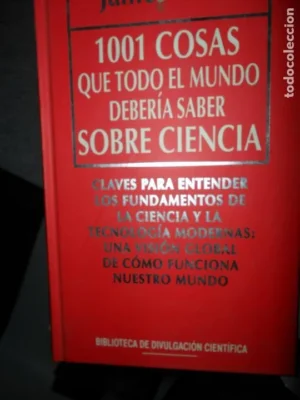 James
1001 COSAS
QUE TODO EL MUNDO
DEBERÍA SABER
SOBRE CIENCIA
CLAVES PARA ENTENDER
LOS FUNDAMENTOS DE
LA CIENCIA Y LA
TECNOLOGÍA MODERNAS:
UNA VISIÓN GLOBAL
DE CÓMO FUNCIONA
NUESTRO MUNDO
BIBLIOTECA DE DIVULGACIÓN CIENTÍFICA
todocoleccion